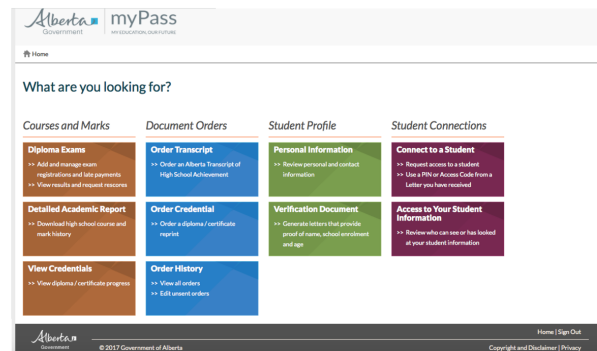 Alberta
Government
myPass
MY EDUCATION, OUR FUTURE
Home
What are you looking for?
Courses and Marks
Diploma Exams
>> Add and manage exam
registrations and late payments
>> View results and request rescores
Detailed Academic Report
>> Download high school course and
mark history
View Credentials
>> View diploma / certificate progress
Document Orders
Order Transcript
>> Order an Alberta Transcript of
High School Achievement
Order Credential
>> Order a diploma / certificate
reprint
Order History
>> View all orders
>> Edit unsent orders
Student Profile
Personal Information
>> Review personal and contact
information
Verification Document
>> Generate letters that provide
proof of name, school enrolment
and age
Student Connections
Connect to a Student
>> Request access to a student
>> Use a PIN or Access Code from a
Letter you have received
Access to Your Student
Information
>> Review who can see or has looked
at your student information
Home | Sign Out
Alberta
Government
© 2017 Government of Alberta
Copyright and Disclaimer | Privacy